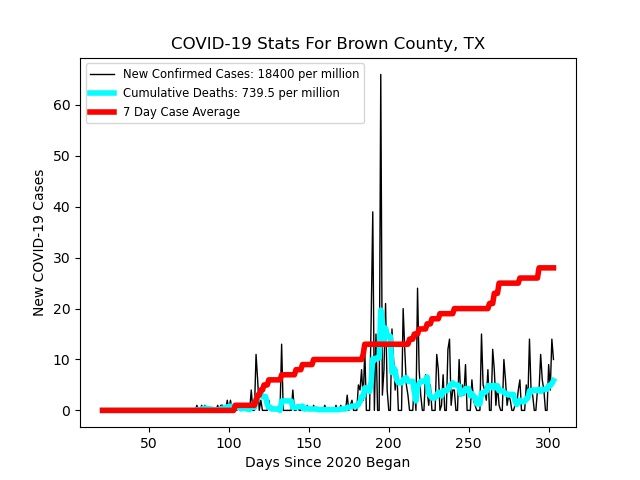 COVID-19 Stats For Brown County, TX
New Confirmed Cases: 18400 per million
Cumulative Deaths: 739.5 per million
7 Day Case Average
New COVID-19 Cases
60
50
40
30
20
10
0
50 100 150 200 250 300
Days Since 2020 Began